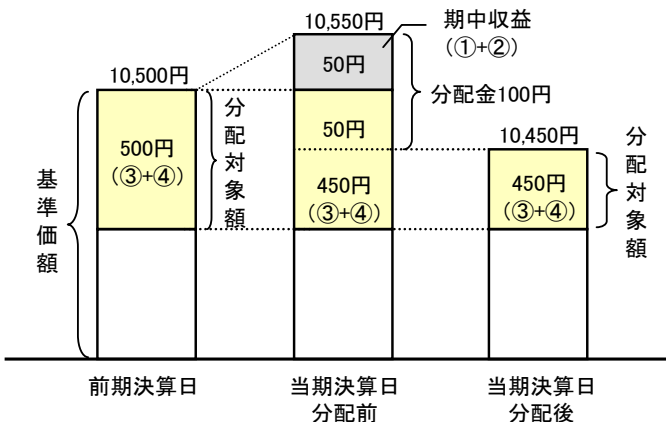 10,550円
期中収益
（①+②）
10,500円
50円
分配金100円
500円
（③+④）
分配対象額
50円
10,450円
450円
（③+④）
450円
（③+④）
分配対象額
基準価額
前期決算日
当期決算日
分配前
当期決算日
分配後